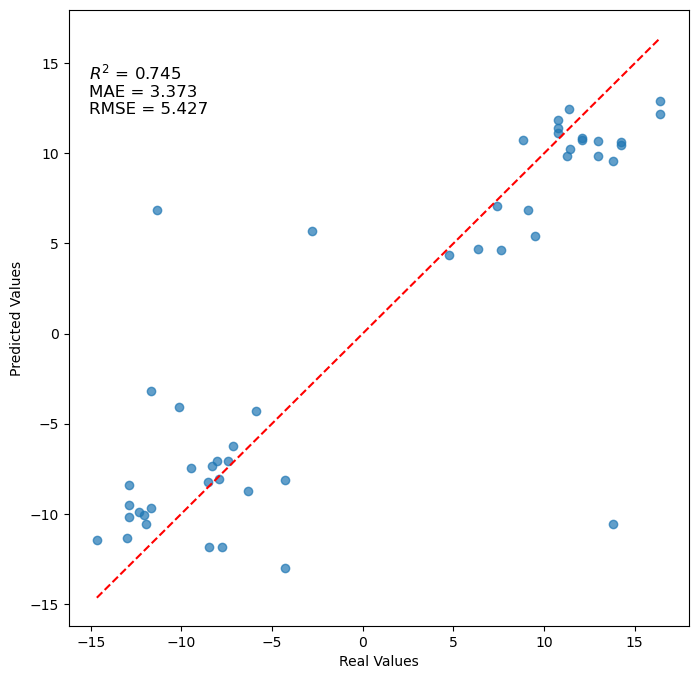 R² = 0.745
MAE = 3.373
RMSE = 5.427
Predicted Values
15
10
5
0
−5
−10
−15
−15
−10
−5
0
5
10
15
Real Values